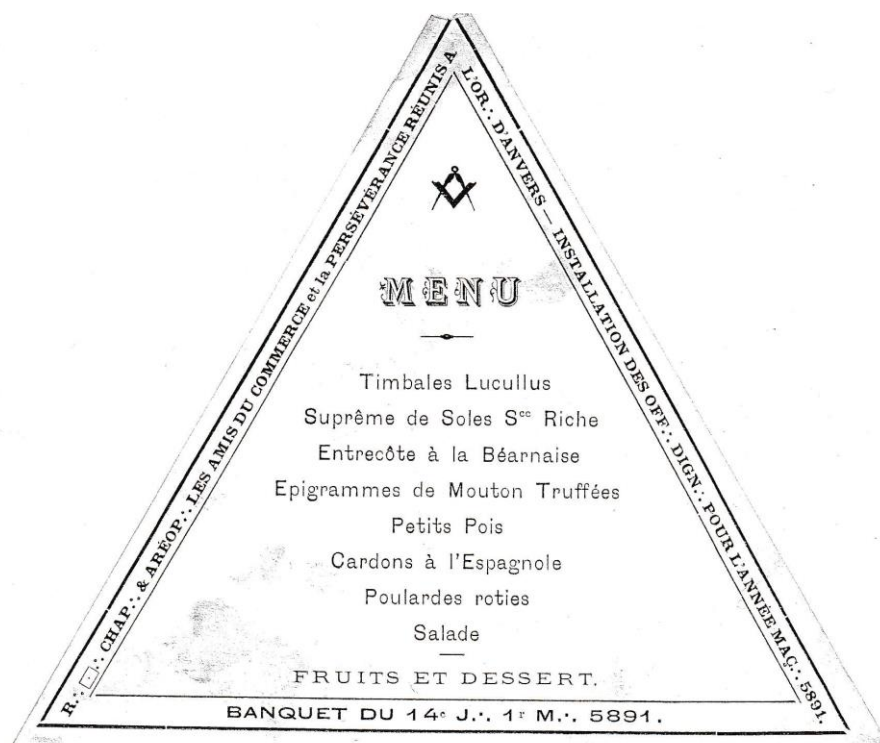 R∴ □∴ CHAP∴ & ARÉOP∴ LES AMIS DU COMMERCE et la PERSÉVÉRANCE RÉUNIS A
L'OR∴ D'ANVERS — INSTALLATION DES OFF∴ DIGN∴ POUR L'ANNÉE MAÇ∴ 5891.
MENU
Timbales Lucullus
Suprême de Soles Sce Riche
Entrecôte à la Béarnaise
Epigrammes de Mouton Truffées
Petits Pois
Cardons à l'Espagnole
Poulardes roties
Salade
FRUITS ET DESSERT.
BANQUET DU 14e J∴ 1r M∴ 5891.